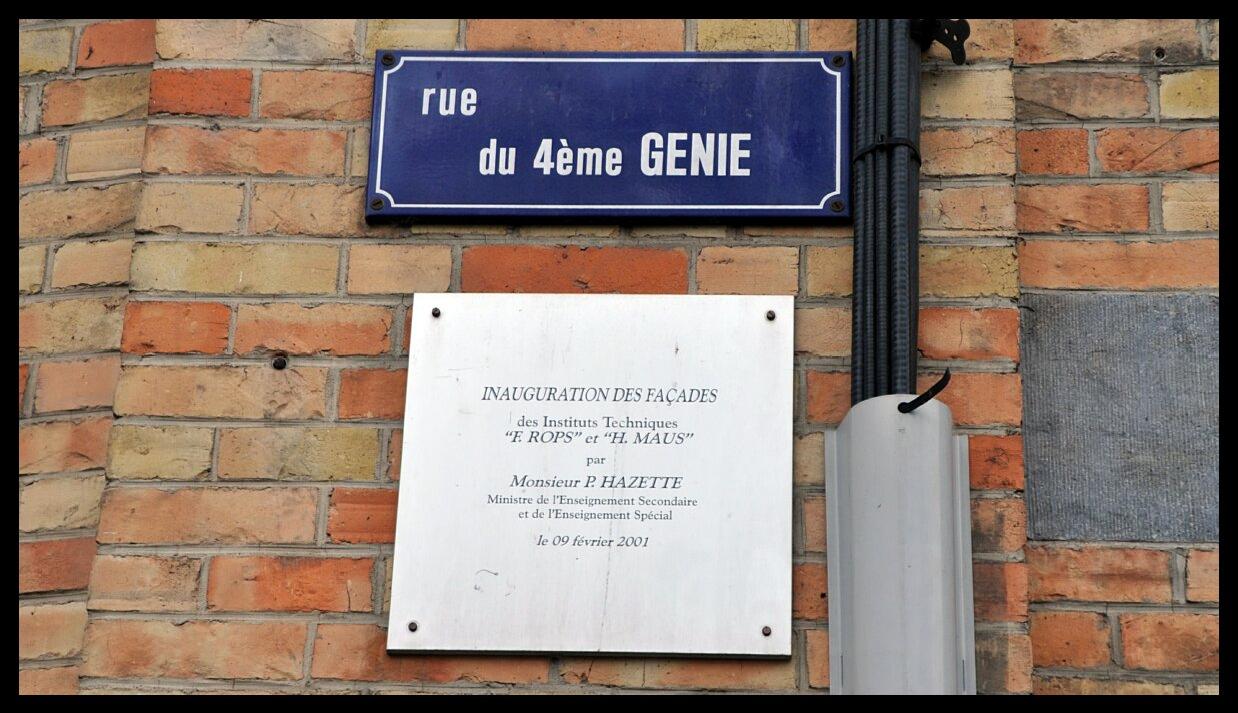 rue
du 4ème GENIE
INAUGURATION DES FAÇADES
des Instituts Techniques
“F. ROPS” et “H. MAUS”
par
Monsieur P. HAZETTE
Ministre de l'Enseignement Secondaire
et de l'Enseignement Spécial
le 09 février 2001